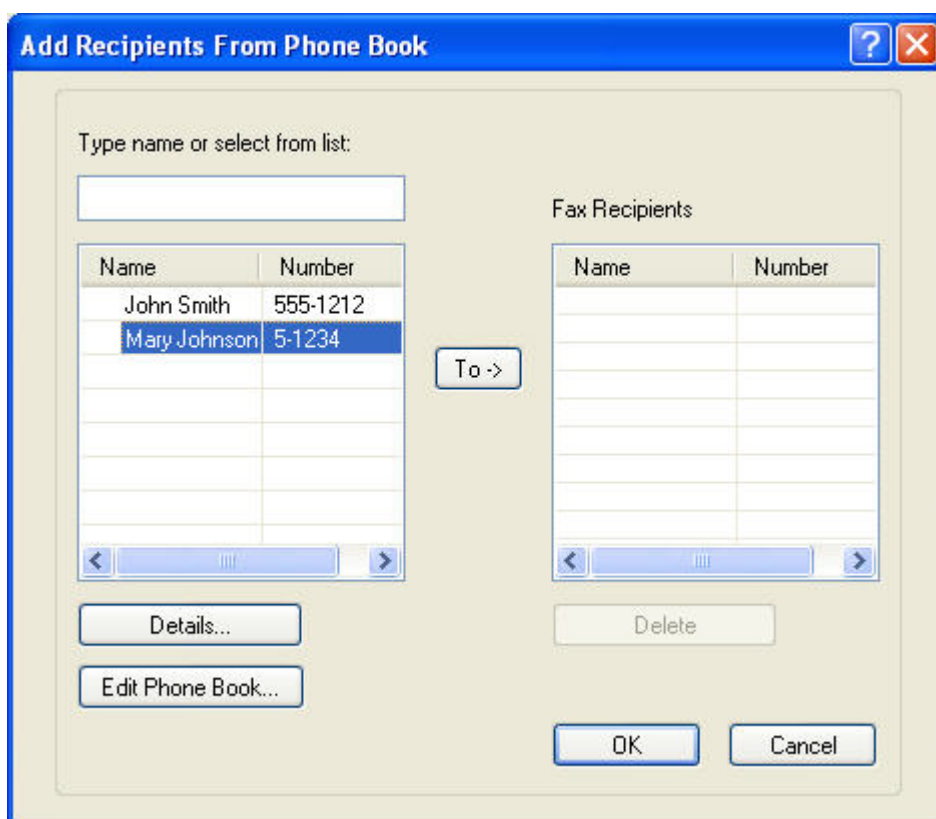 Add Recipients From Phone Book
Type name or select from list:
Name Number
John Smith 555-1212
Mary Johnson 5-1234
To ->
Fax Recipients
Name Number
Details...
Edit Phone Book...
Delete
OK Cancel